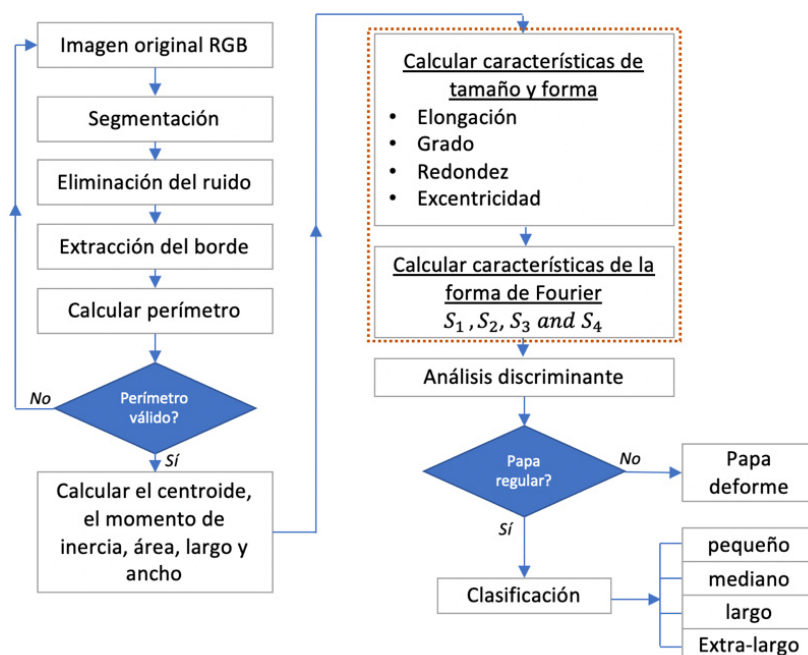 Imagen original RGB
Segmentación
Eliminación del ruido
Extracción del borde
Calcular perímetro
Perímetro
válido?
No
Sí
Calcular el centroide,
el momento de
inercia, área, largo y
ancho
Calcular características de
tamaño y forma
• Elongación
• Grado
• Redondez
• Excentricidad
Calcular características de la
forma de Fourier
S₁ , S₂, S₃ and S₄
Análisis discriminante
Papa
regular?
No
Papa
deforme
Sí
Clasificación
pequeño
mediano
largo
Extra-largo